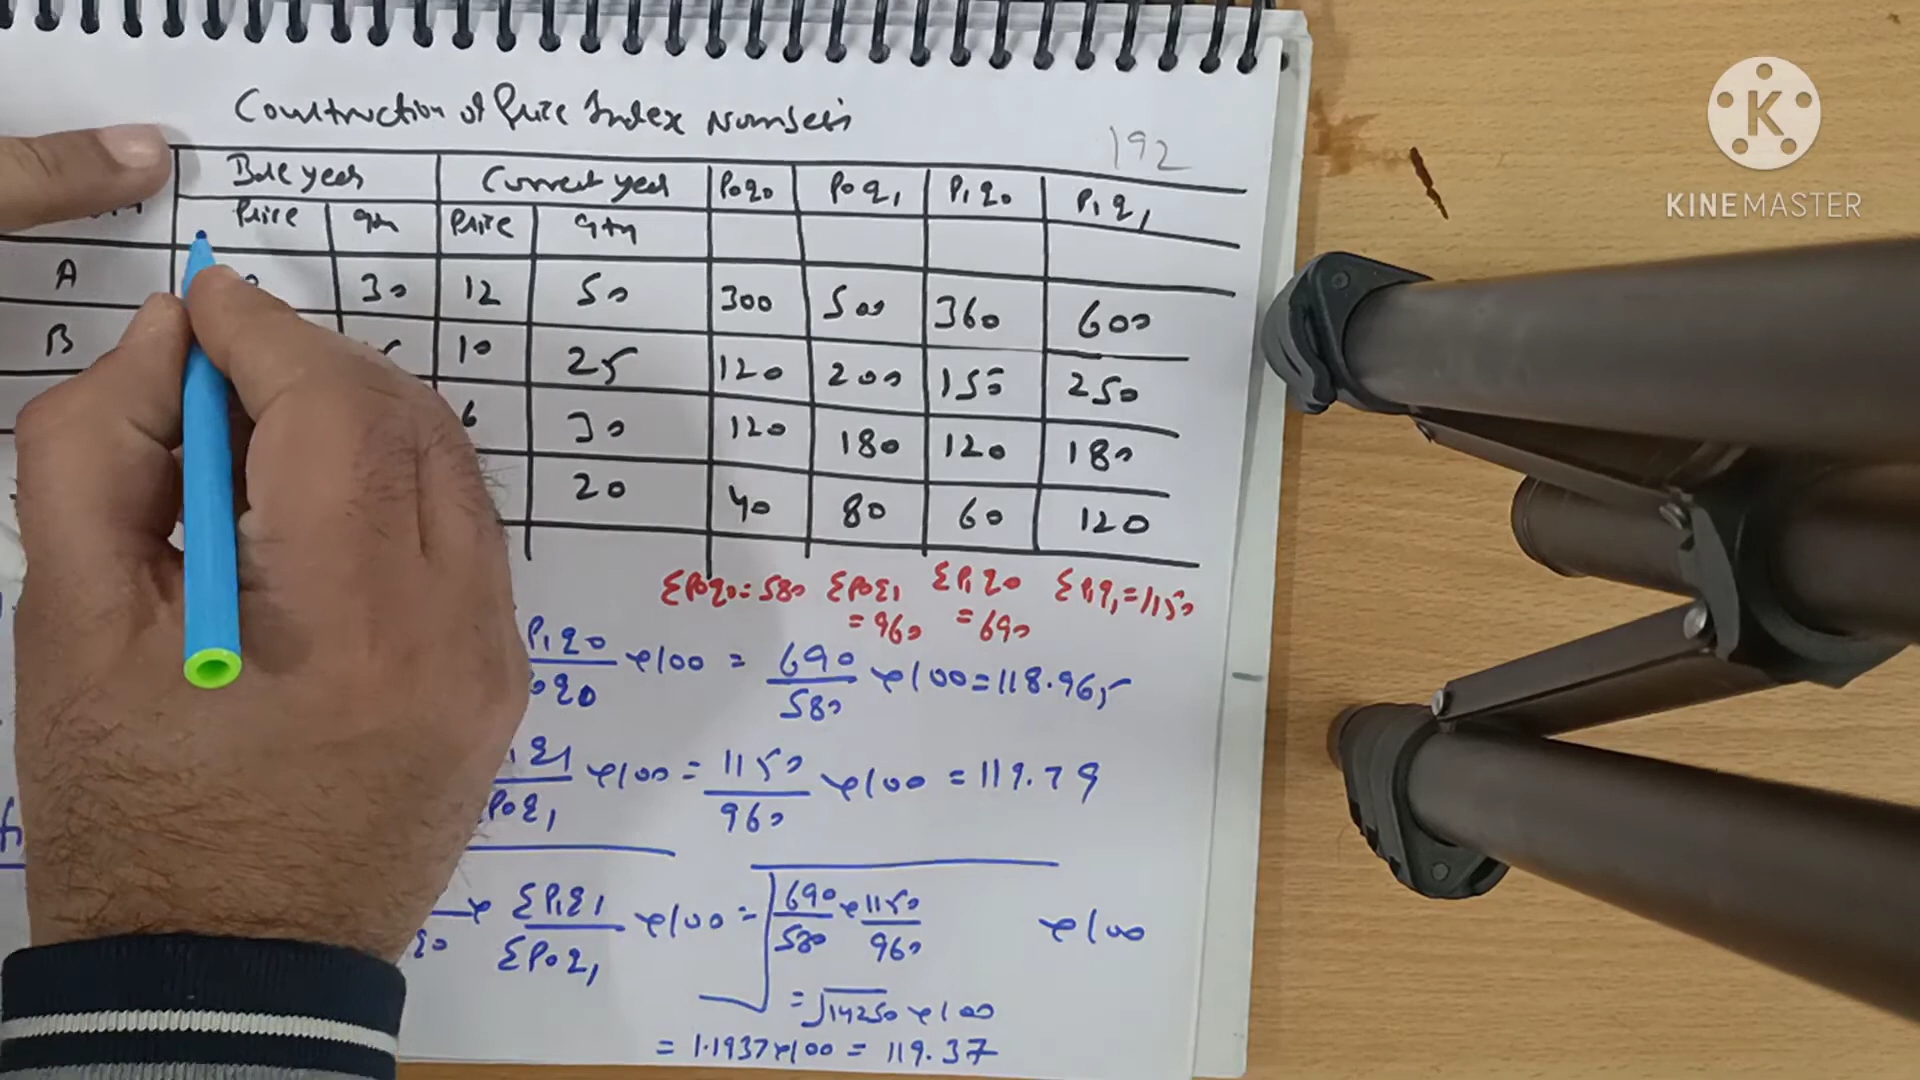 Construction of Price Index Numbers
192
Base year Current year P0q0 P0q1 P1q0 P1q1
Price qty Price qty
A 30 12 50 300 500 360 600
B 10 25 120 200 150 250
6 30 120 180 120 180
20 40 80 60 120
ΣP0q0=580 ΣP0q1 = 960 ΣP1q0 = 690 ΣP1q1=1150
P1q0 / 0q0 ×100 = 690/580 ×100=118.965
1q1 / P0q1 ×100 = 1150/960 ×100 = 119.79
× ΣP1q1/ΣP0q1 ×100 = √690/580 × 1150/960 ×100
=√1.4250 ×100
= 1.1937×100 = 119.37
K
KINEMASTER